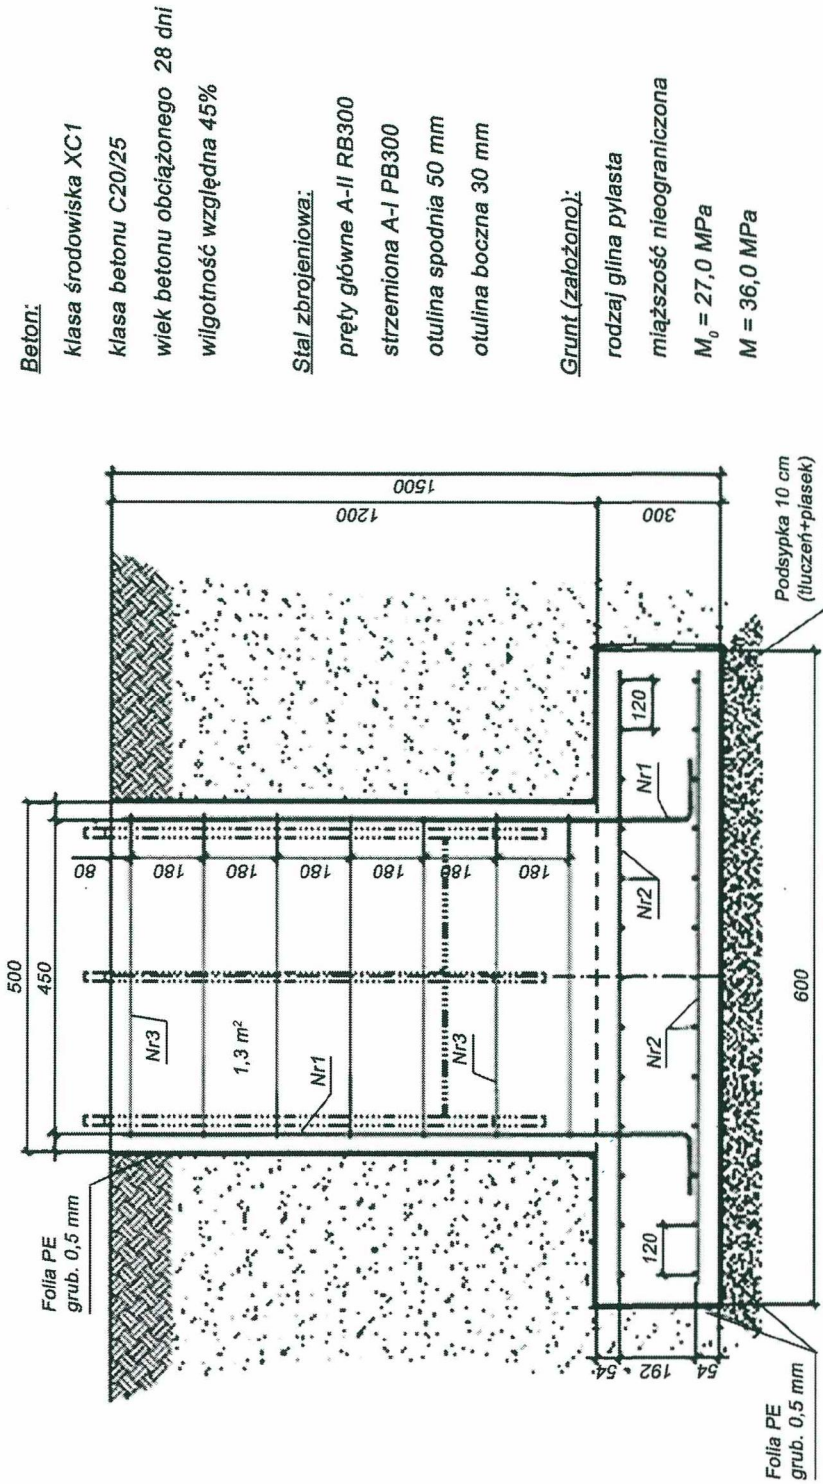 Beton:
klasa środowiska XC1
klasa betonu C20/25
wiek betonu obciążonego 28 dni
wilgotność względna 45%
Stal zbrojeniowa:
pręty główne A-II RB300
strzemiona A-I PB300
otulina spodnia 50 mm
otulina boczna 30 mm
Grunt (założono):
rodzaj glina pylasta
miąższość nieograniczona
M₀ = 27,0 MPa
M = 36,0 MPa
500
450
Folia PE
grub. 0,5 mm
80
180
180
180
180
180
180
Nr3
1,3 m²
Nr1
Nr3
1200
1500
300
120
120
Nr1
Nr2
Nr2
54
192
54
600
Folia PE
grub. 0,5 mm
Podsypka 10 cm
(tłuczeń+piasek)